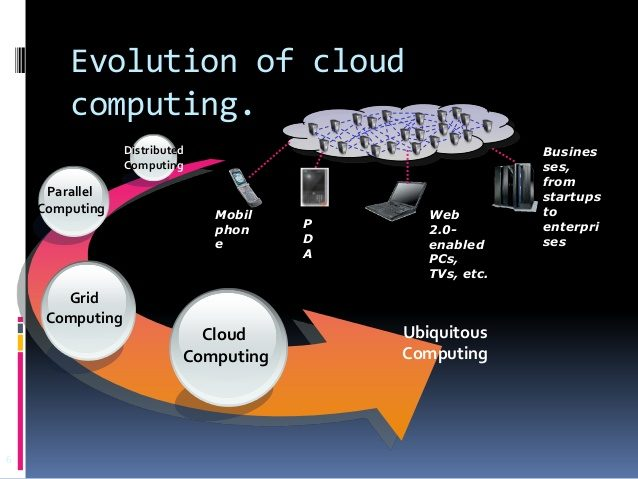 Evolution of cloud
computing.
Distributed
Computing
Parallel
Computing
Grid
Computing
Cloud
Computing
Ubiquitous
Computing
Mobil
phon
e
P
D
A
Web
2.0-
enabled
PCs,
TVs, etc.
Busines
ses,
from
startups
to
enterpri
ses
6